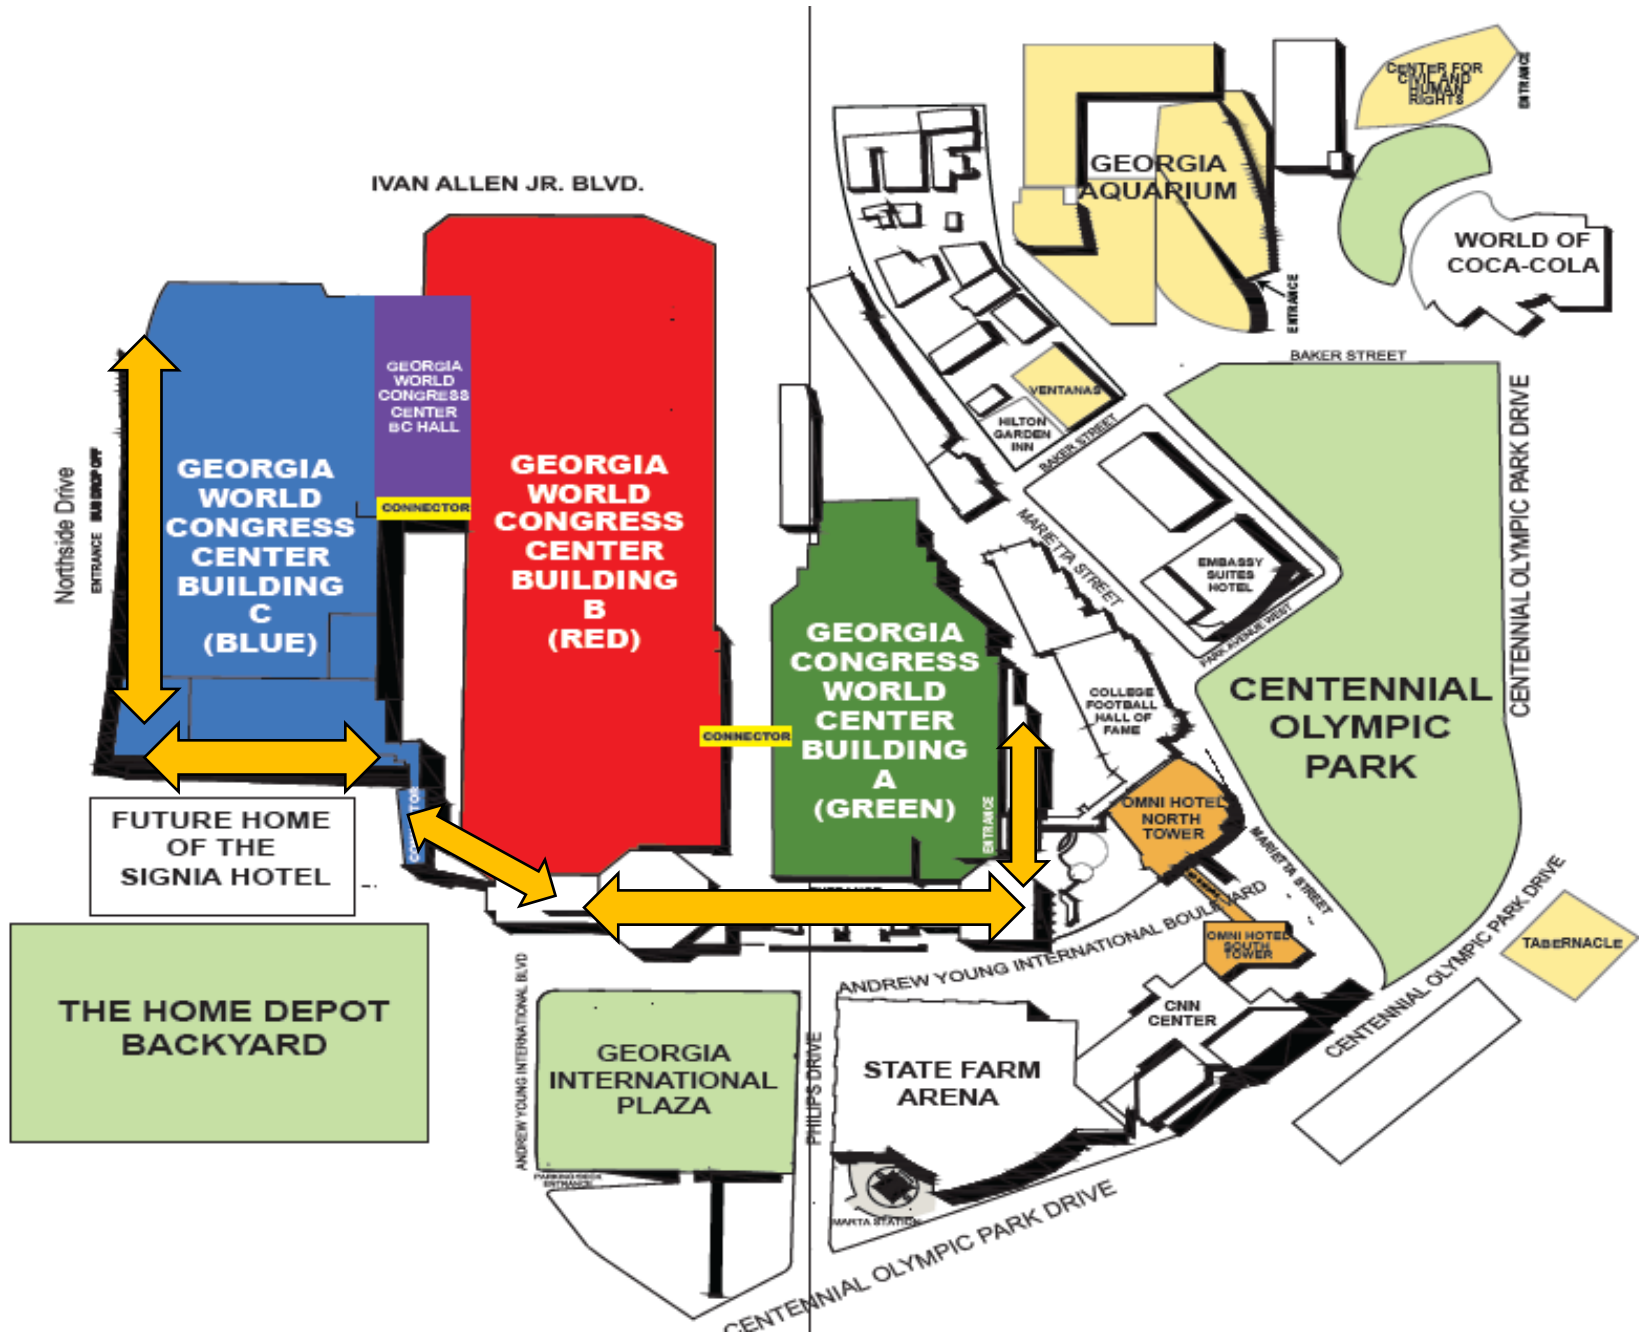 CENTER FOR
CIVIL AND
HUMAN
RIGHTS
ENTRANCE
GEORGIA
AQUARIUM
IVAN ALLEN JR. BLVD.
WORLD OF
COCA-COLA
ENTRANCE
BAKER STREET
GEORGIA
WORLD
CONGRESS
CENTER
BC HALL
VENTANAS
HILTON
GARDEN
INN
BAKER STREET
CENTENNIAL OLYMPIC PARK DRIVE
Northside Drive
ENTRANCE BUS DROP OFF
GEORGIA
WORLD
CONGRESS
CENTER
BUILDING
C
(BLUE)
CONNECTOR
GEORGIA
WORLD
CONGRESS
CENTER
BUILDING
B
(RED)
MARIETTA STREET
EMBASSY
SUITES
HOTEL
PARK AVENUE WEST
GEORGIA
CONGRESS
WORLD
CENTER
BUILDING
A
(GREEN)
ENTRANCE
CONNECTOR
COLLEGE
FOOTBALL
HALL OF
FAME
CENTENNIAL
OLYMPIC
PARK
OMNI HOTEL
NORTH
TOWER
MARIETTA STREET
FUTURE HOME
OF THE
SIGNIA HOTEL
ANDREW YOUNG INTERNATIONAL BOULEVARD
OMNI HOTEL
SOUTH
TOWER
TABERNACLE
CENTENNIAL OLYMPIC PARK DRIVE
THE HOME DEPOT
BACKYARD
ANDREW YOUNG INTERNATIONAL BLVD
GEORGIA
INTERNATIONAL
PLAZA
PHILIPS DRIVE
STATE FARM
ARENA
CNN
CENTER
PARKING DECK
ENTRANCE
MARTA STATION
CENTENNIAL OLYMPIC PARK DRIVE